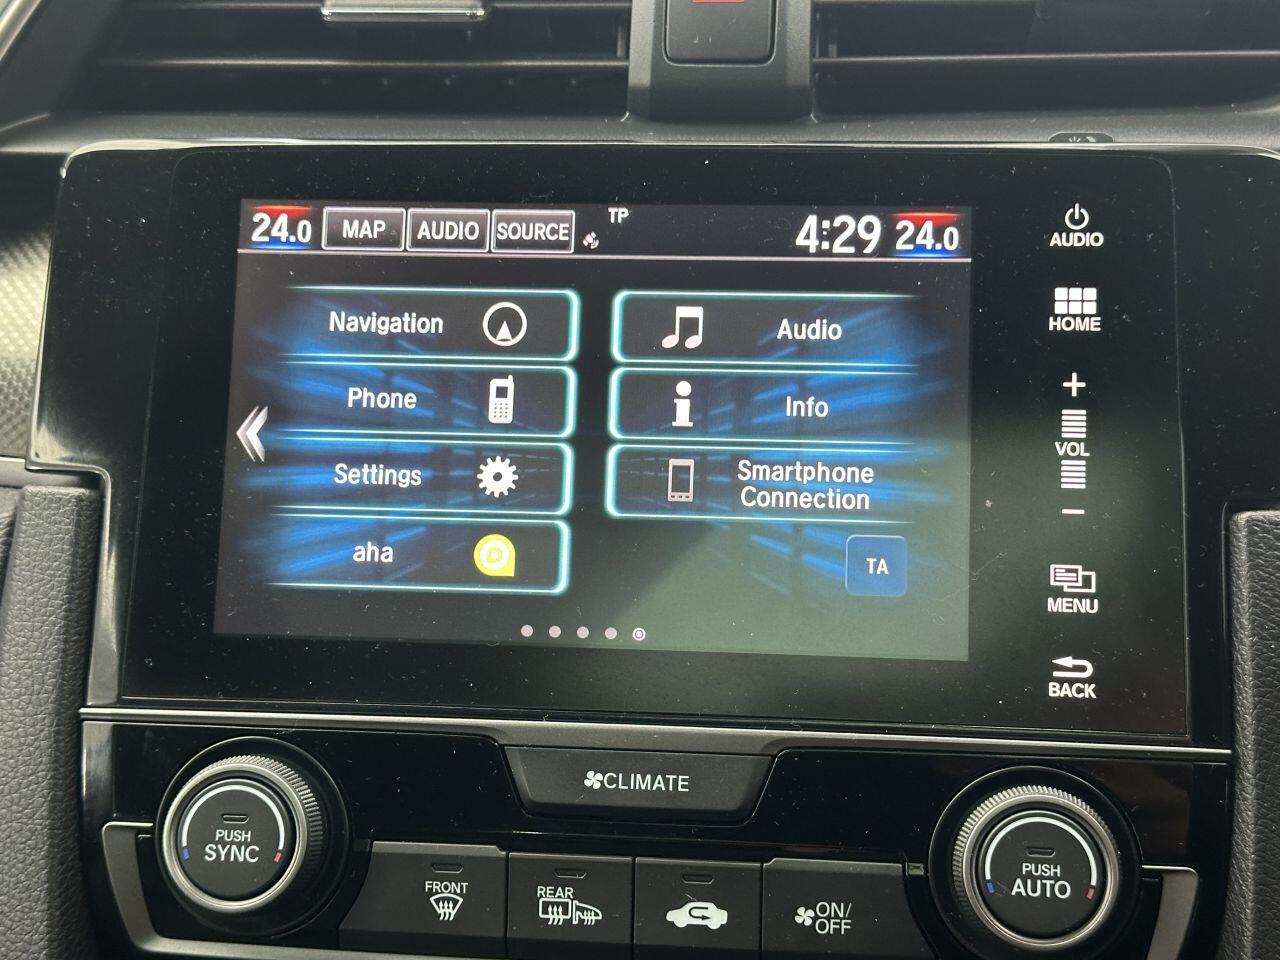 24.0 MAP AUDIO SOURCE TP 4:29 24.0
Navigation
Phone
Settings
aha
Audio
Info
Smartphone
Connection
TA
AUDIO
HOME
+
VOL
−
MENU
BACK
CLIMATE
PUSH
SYNC
FRONT
REAR
ON/
OFF
PUSH
AUTO